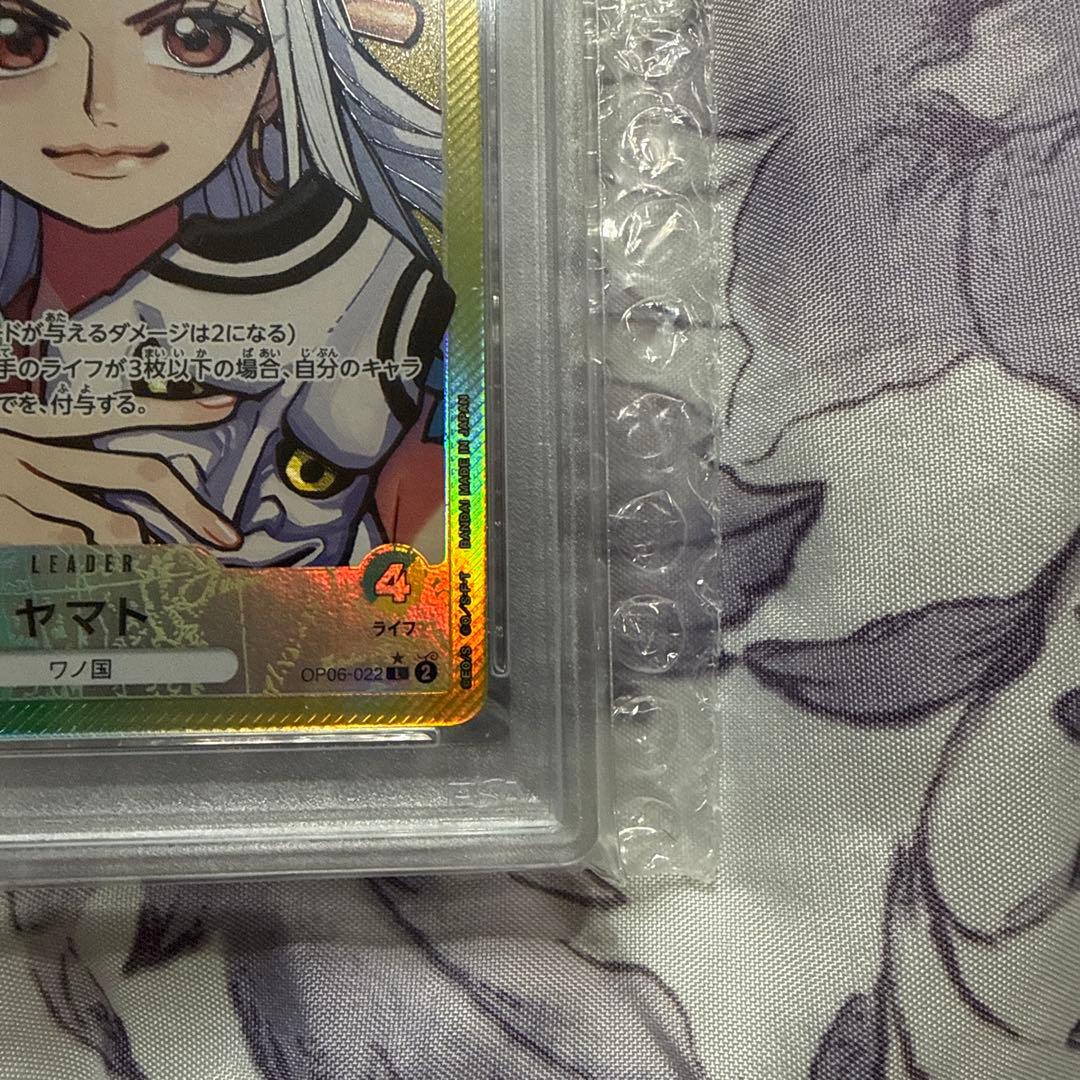 ドが与えるダメージは2になる)
手のライフが3枚以下の場合、自分のキャラ
でを、付与する。
BANDAI MADE IN JAPAN
©EO/S ©O/S・F・T
LEADER
4
ヤマト
ライフ
ワノ国
OP06-022 L 2